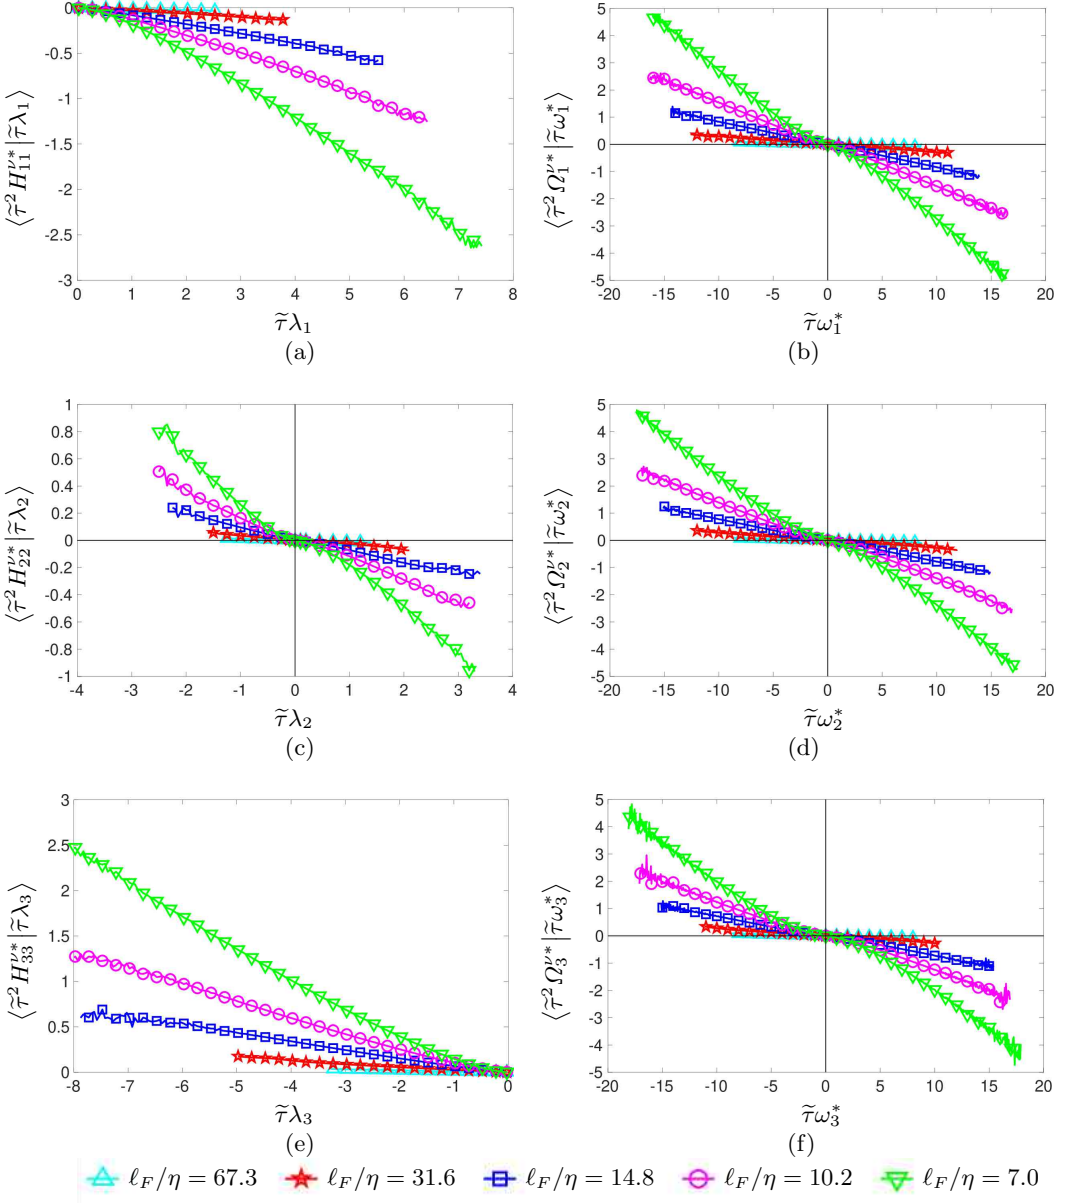 0
-0.5
-1
-1.5
-2
-2.5
-3
0 1 2 3 4 5 6 7 8
⟨τ̃²H₁₁^{ν*}|τ̃λ₁⟩
τ̃λ₁
(a)
5
4
3
2
1
0
-1
-2
-3
-4
-5
-20 -15 -10 -5 0 5 10 15 20
⟨τ̃²Ω₁^{ν*}|τ̃ω₁*⟩
τ̃ω₁*
(b)
1
0.8
0.6
0.4
0.2
0
-0.2
-0.4
-0.6
-0.8
-1
-4 -3 -2 -1 0 1 2 3 4
⟨τ̃²H₂₂^{ν*}|τ̃λ₂⟩
τ̃λ₂
(c)
5
4
3
2
1
0
-1
-2
-3
-4
-5
-20 -15 -10 -5 0 5 10 15 20
⟨τ̃²Ω₂^{ν*}|τ̃ω₂*⟩
τ̃ω₂*
(d)
3
2.5
2
1.5
1
0.5
0
-8 -7 -6 -5 -4 -3 -2 -1 0
⟨τ̃²H₃₃^{ν*}|τ̃λ₃⟩
τ̃λ₃
(e)
5
4
3
2
1
0
-1
-2
-3
-4
-5
-20 -15 -10 -5 0 5 10 15 20
⟨τ̃²Ω₃^{ν*}|τ̃ω₃*⟩
τ̃ω₃*
(f)
ℓ_F/η = 67.3 ℓ_F/η = 31.6 ℓ_F/η = 14.8 ℓ_F/η = 10.2 ℓ_F/η = 7.0